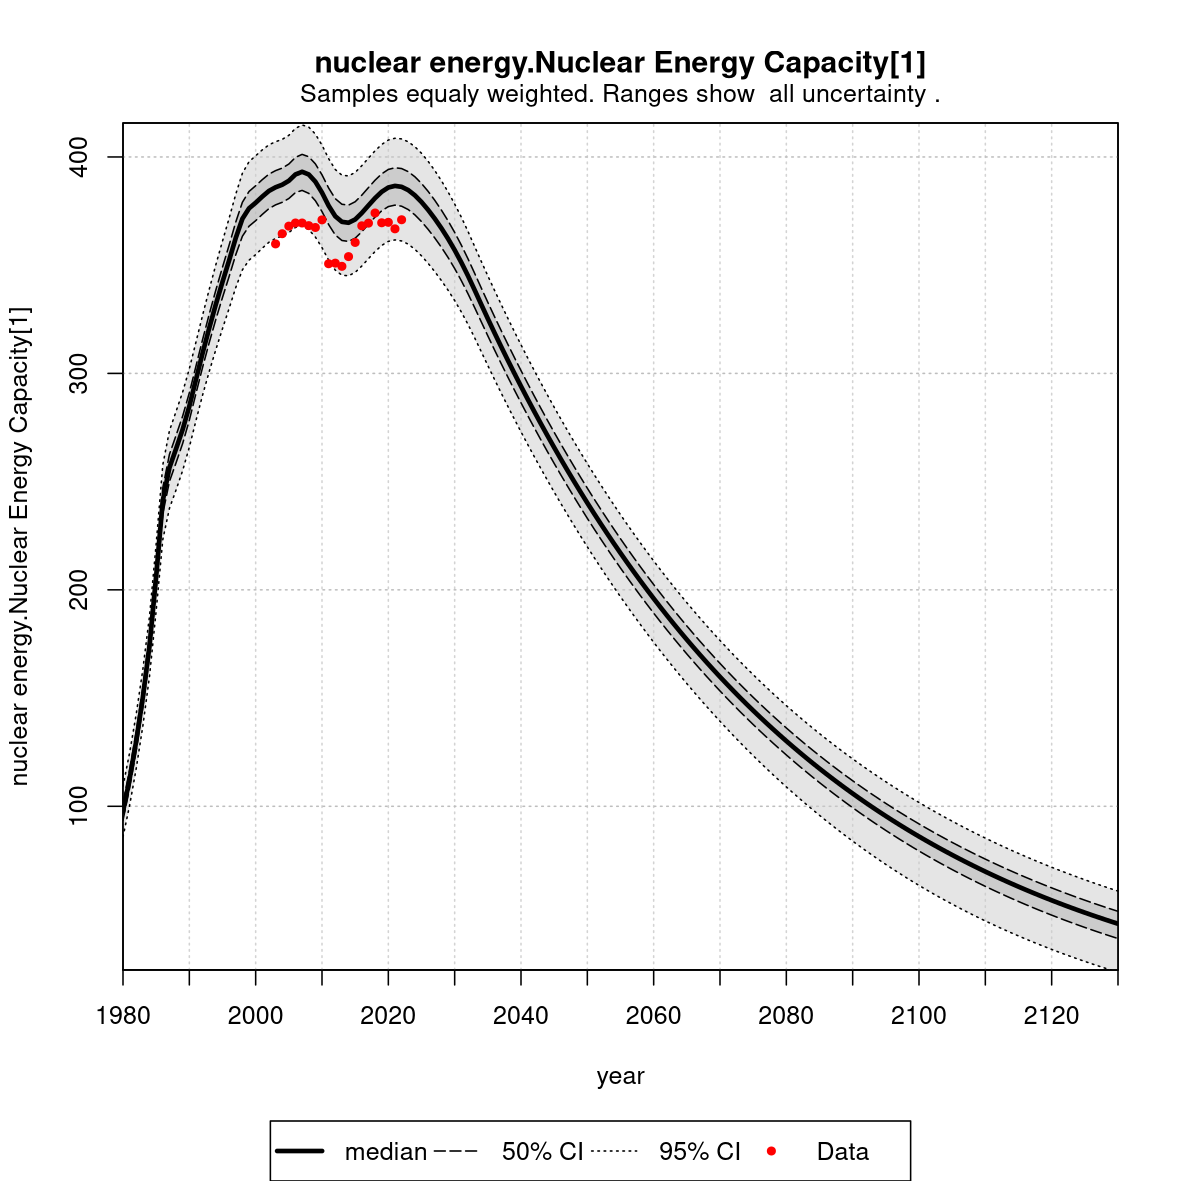 nuclear energy.Nuclear Energy Capacity[1]
Samples equaly weighted. Ranges show  all uncertainty .
nuclear energy.Nuclear Energy Capacity[1]
400
300
200
100
1980 2000 2020 2040 2060 2080 2100 2120
year
median 50% CI 95% CI Data